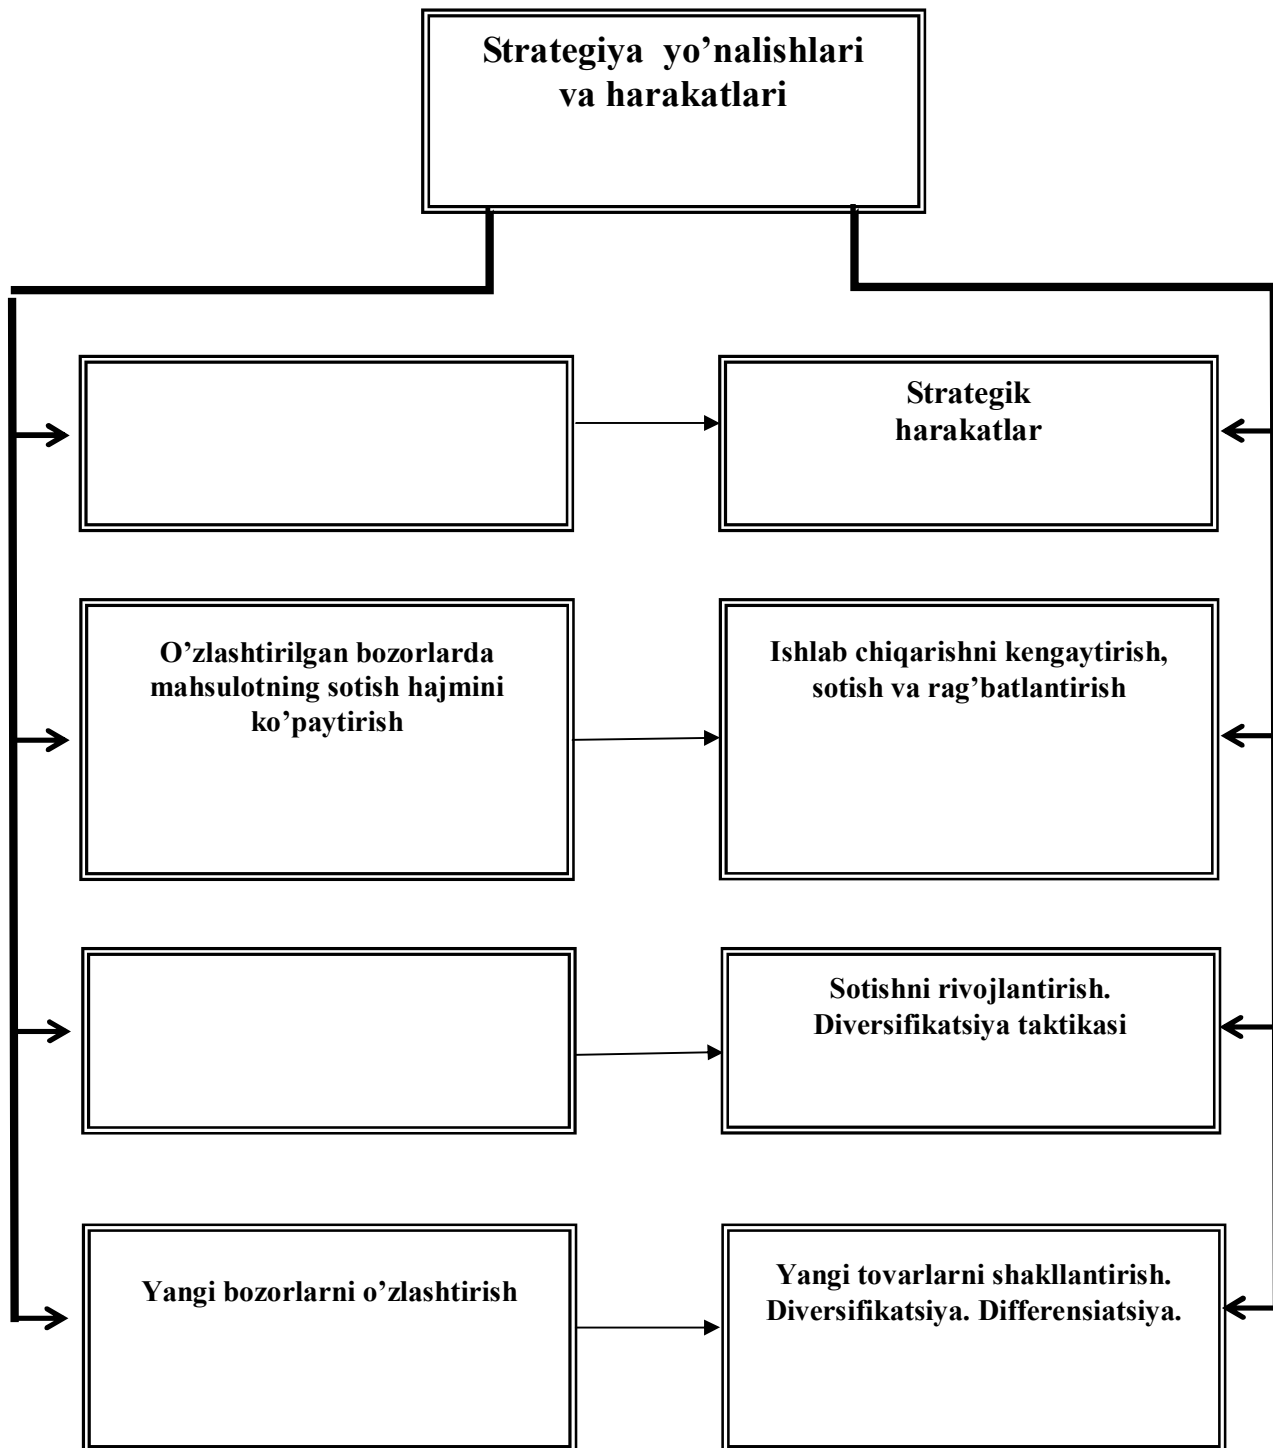 Strategiya yo’nalishlari
va harakatlari
Strategik
harakatlar
O’zlashtirilgan bozorlarda
mahsulotning sotish hajmini
ko’paytirish
Ishlab chiqarishni kengaytirish,
sotish va rag’batlantirish
Sotishni rivojlantirish.
Diversifikatsiya taktikasi
Yangi bozorlarni o’zlashtirish
Yangi tovarlarni shakllantirish.
Diversifikatsiya. Differensiatsiya.